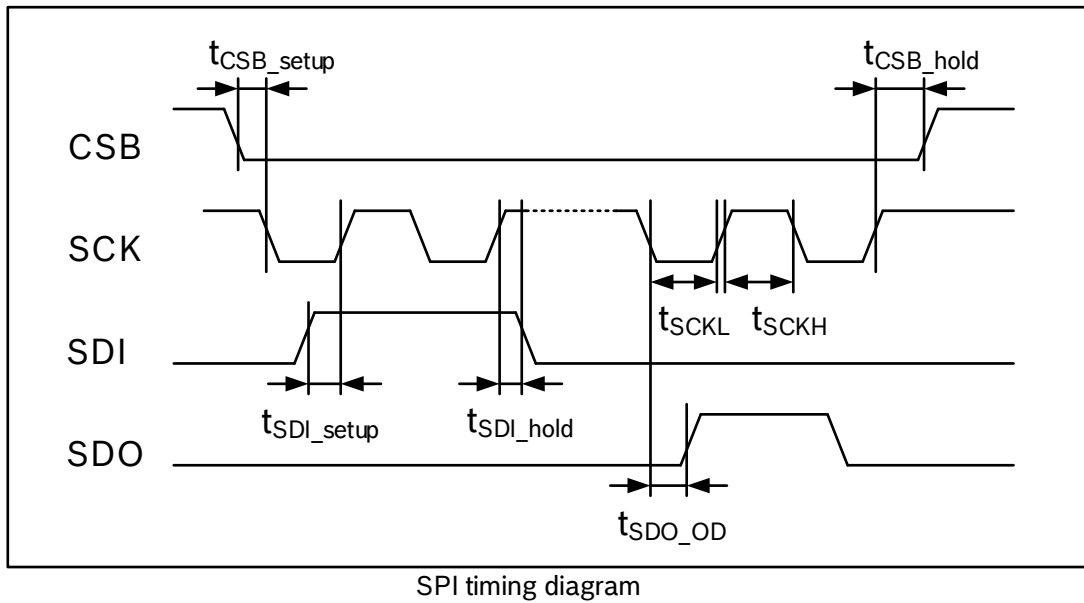 tCSB_setup
tCSB_hold
CSB
SCK
tSCKL
tSCKH
SDI
tSDI_setup
tSDI_hold
SDO
tSDO_OD
SPI timing diagram